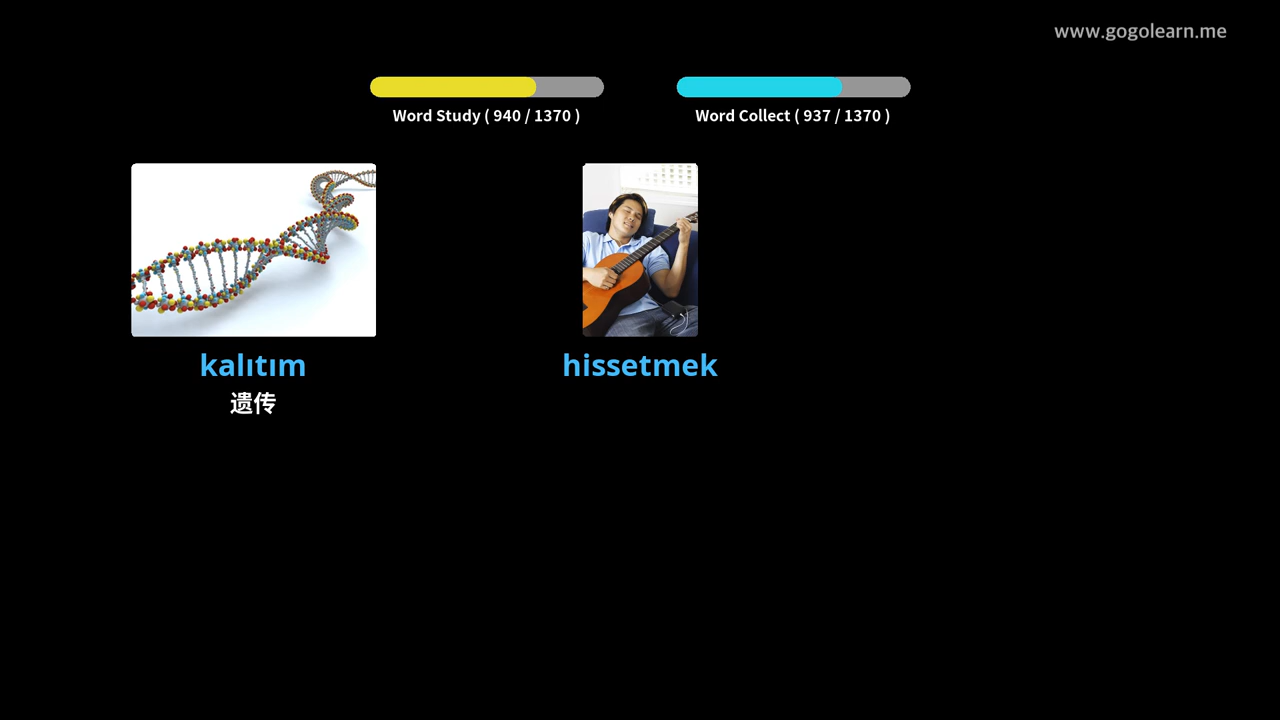 www.gogolearn.me
Word Study ( 940 / 1370 )
Word Collect ( 937 / 1370 )
kalıtım
遗传
hissetmek